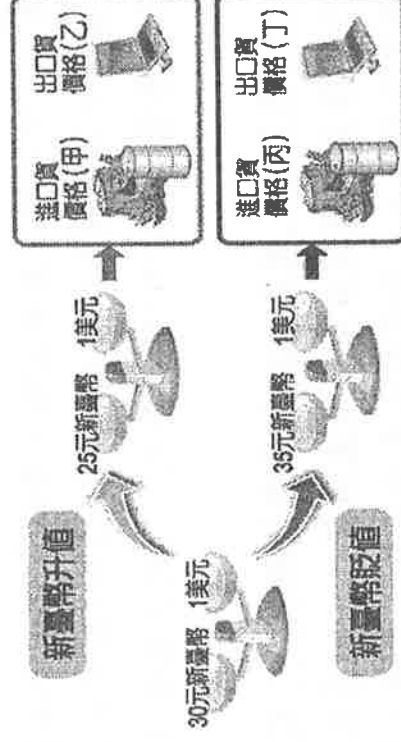 新臺幣升值
25元新臺幣 1美元
進口貨
價格(甲)
出口貨
價格(乙)
30元新臺幣 1美元
新臺幣貶值
35元新臺幣 1美元
進口貨
價格(丙)
出口貨
價格(丁)